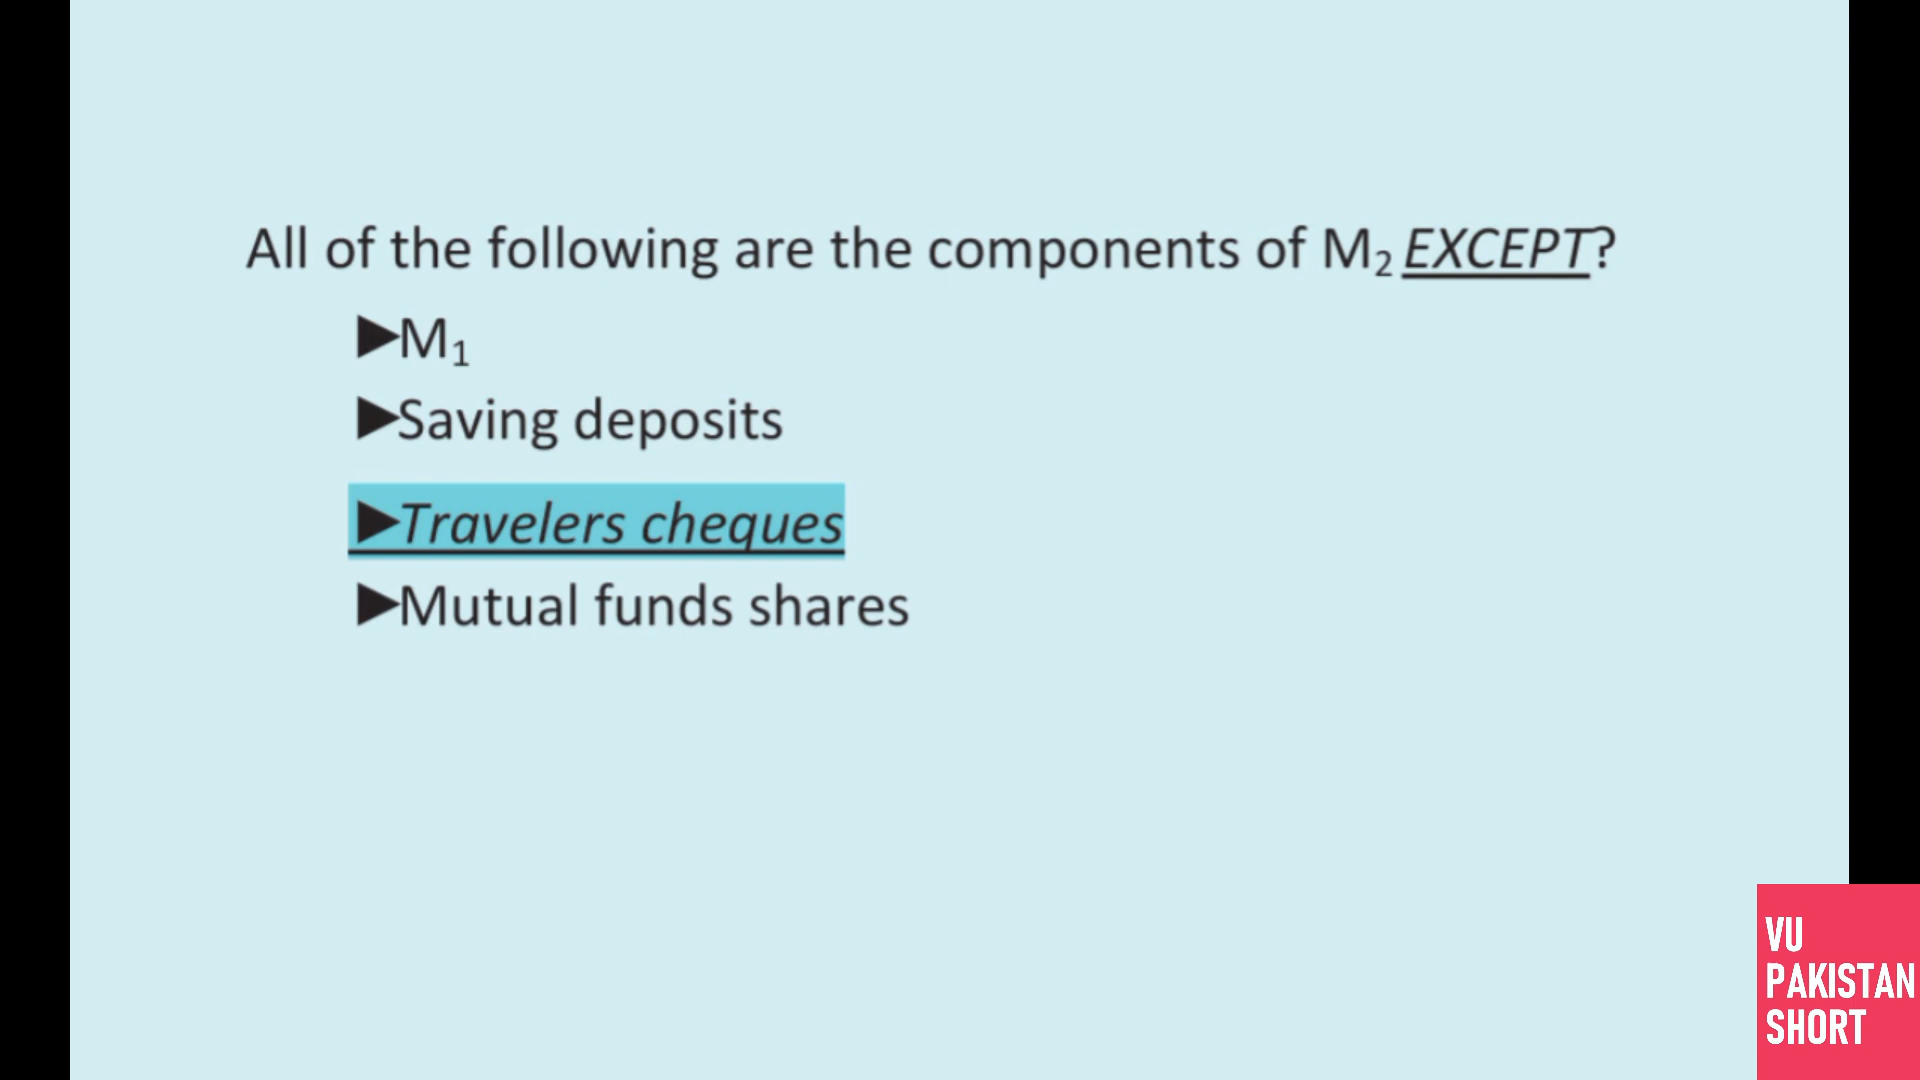 All of the following are the components of M₂ EXCEPT?
►M₁
►Saving deposits
►Travelers cheques
►Mutual funds shares
VU
PAKISTAN
SHORT